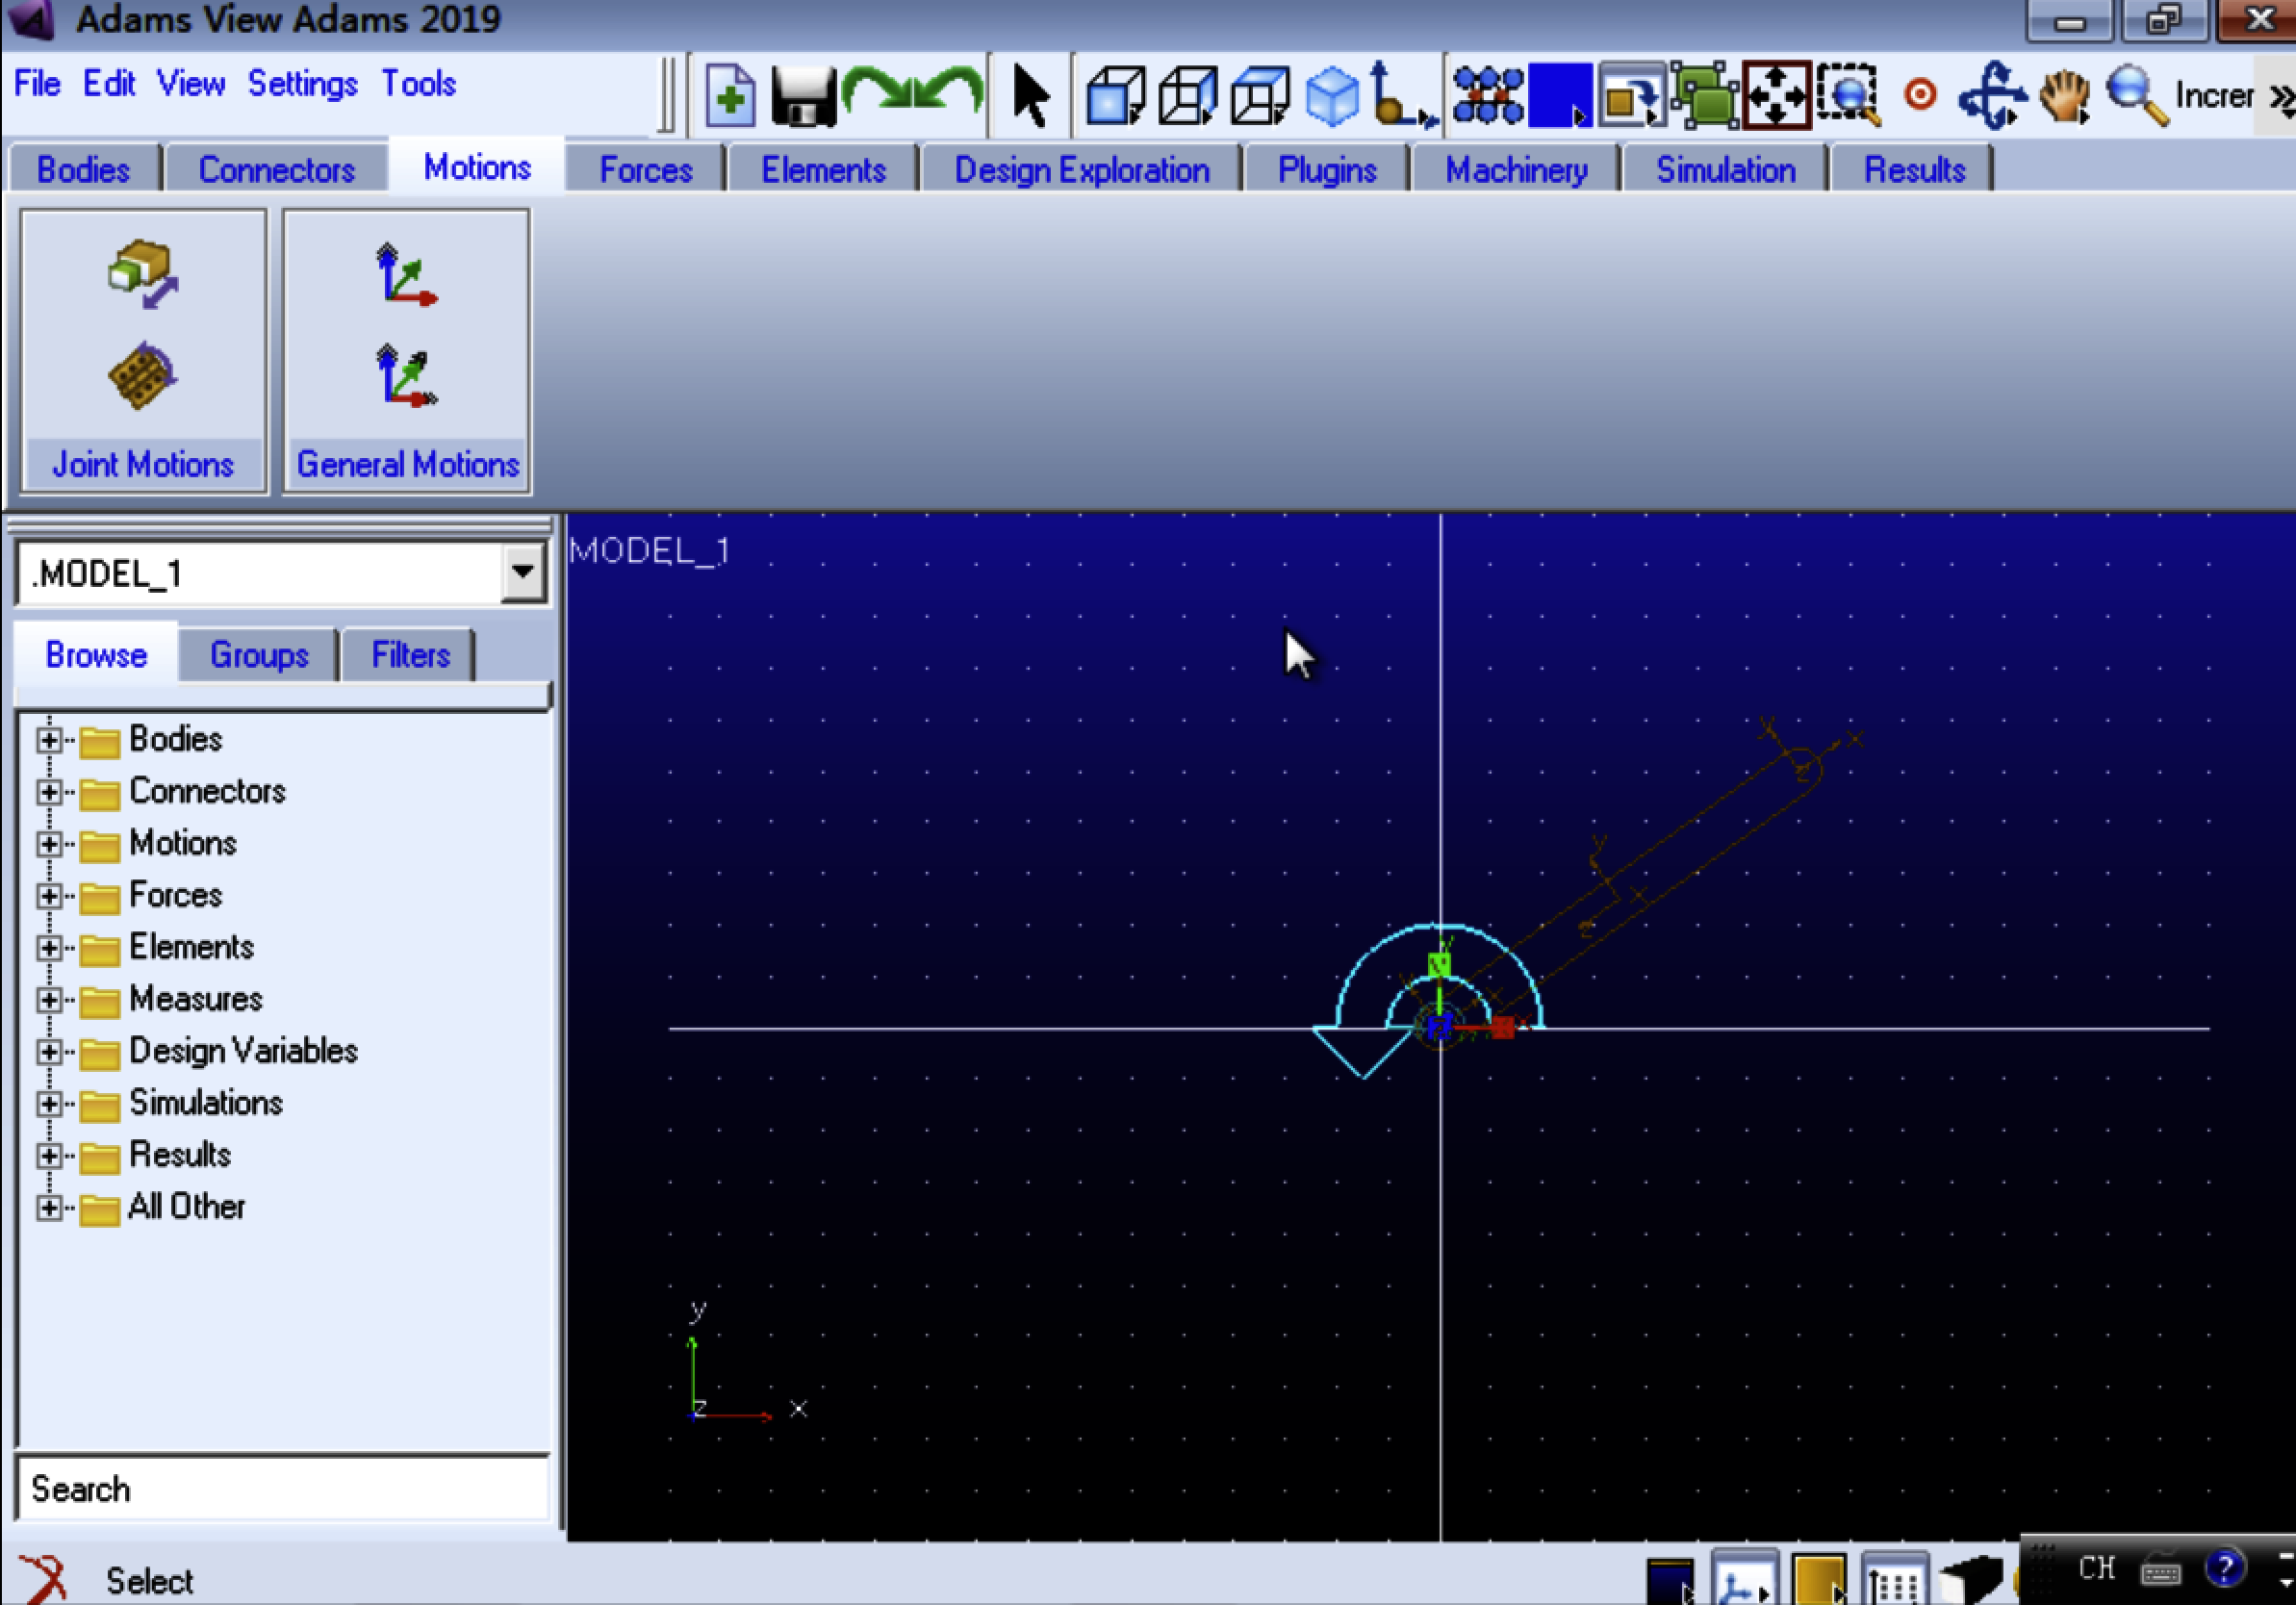 Adams View Adams 2019
File Edit View Settings Tools
Increr
Bodies Connectors Motions Forces Elements Design Exploration Plugins Machinery Simulation Results
Joint Motions General Motions
.MODEL_1
MODEL_1
Browse Groups Filters
Bodies
Connectors
Motions
Forces
Elements
Measures
Design Variables
Simulations
Results
All Other
y
z x
Search
Select
CH